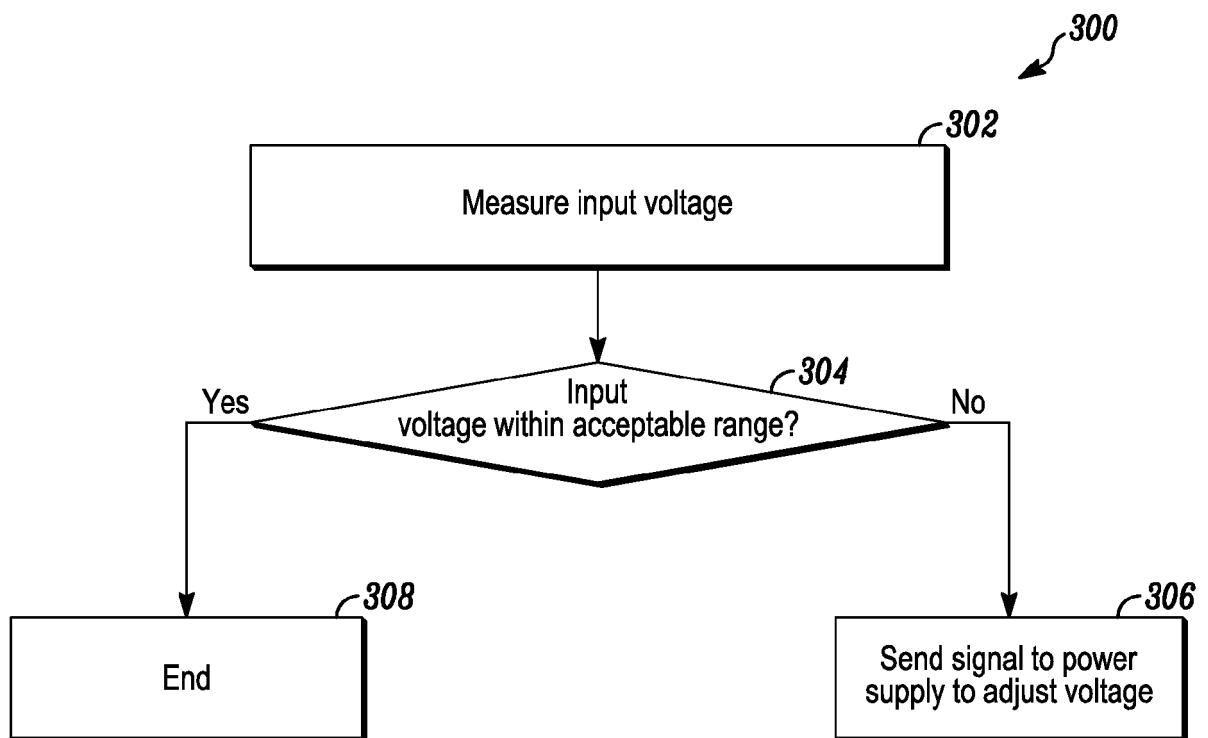 300
302
Measure input voltage
304
Input
voltage within acceptable range?
Yes
No
308
End
306
Send signal to power
supply to adjust voltage